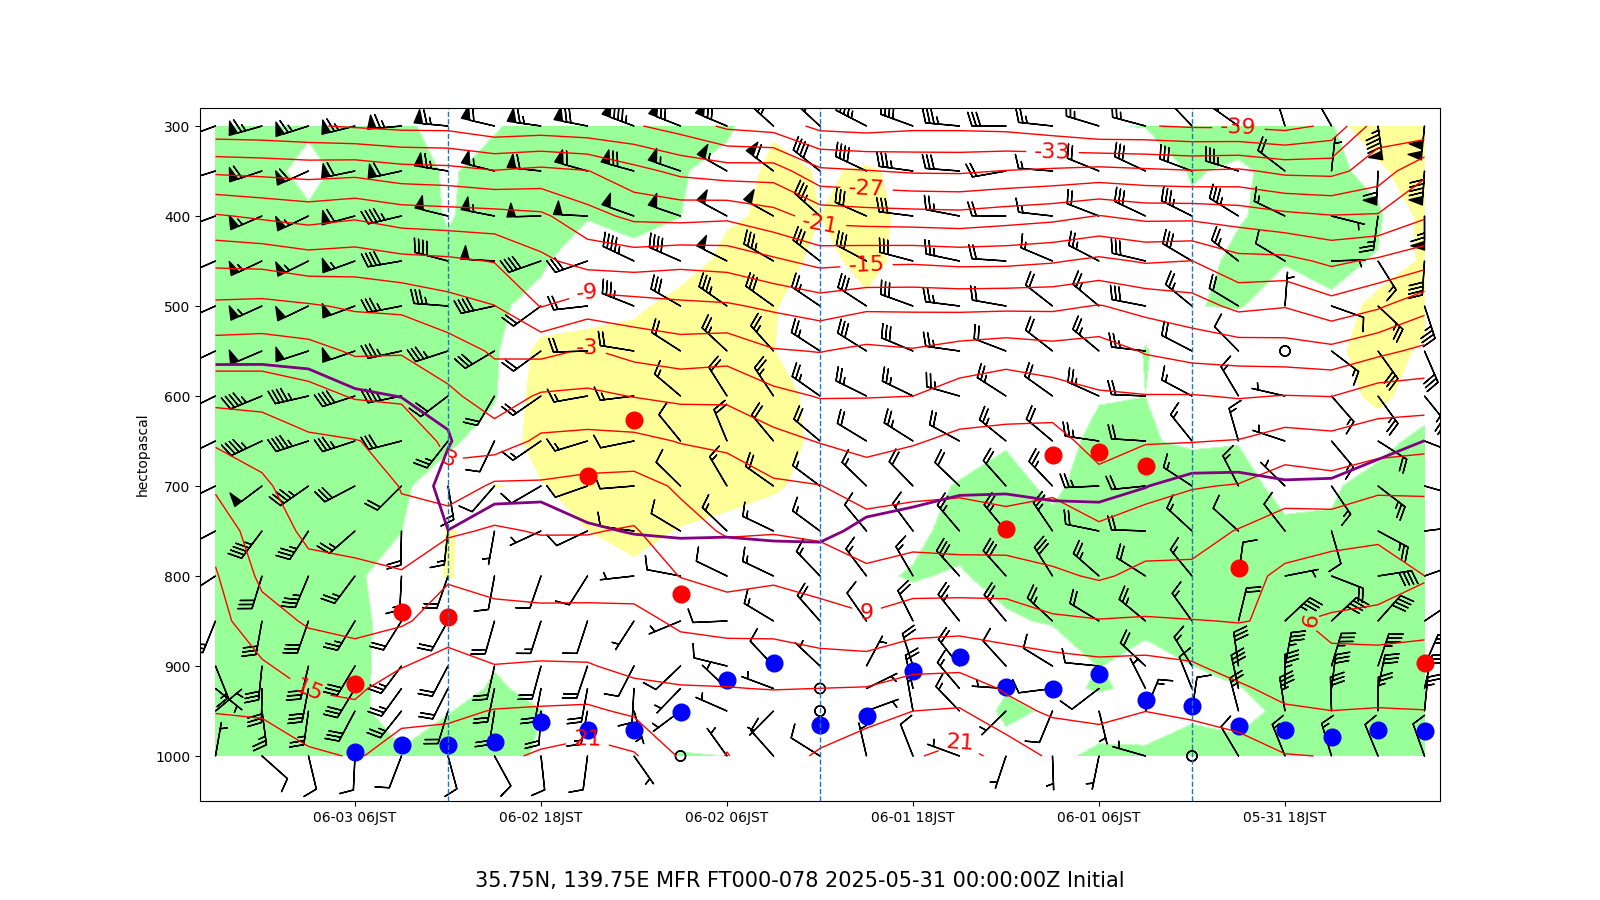 300
400
500
600
700
800
900
1000
hectopascal
-39
-33
-27
-21
-15
-9
-3
3
9
6
15
21
21
06-03 06JST
06-02 18JST
06-02 06JST
06-01 18JST
06-01 06JST
05-31 18JST
35.75N, 139.75E MFR FT000-078 2025-05-31 00:00:00Z Initial